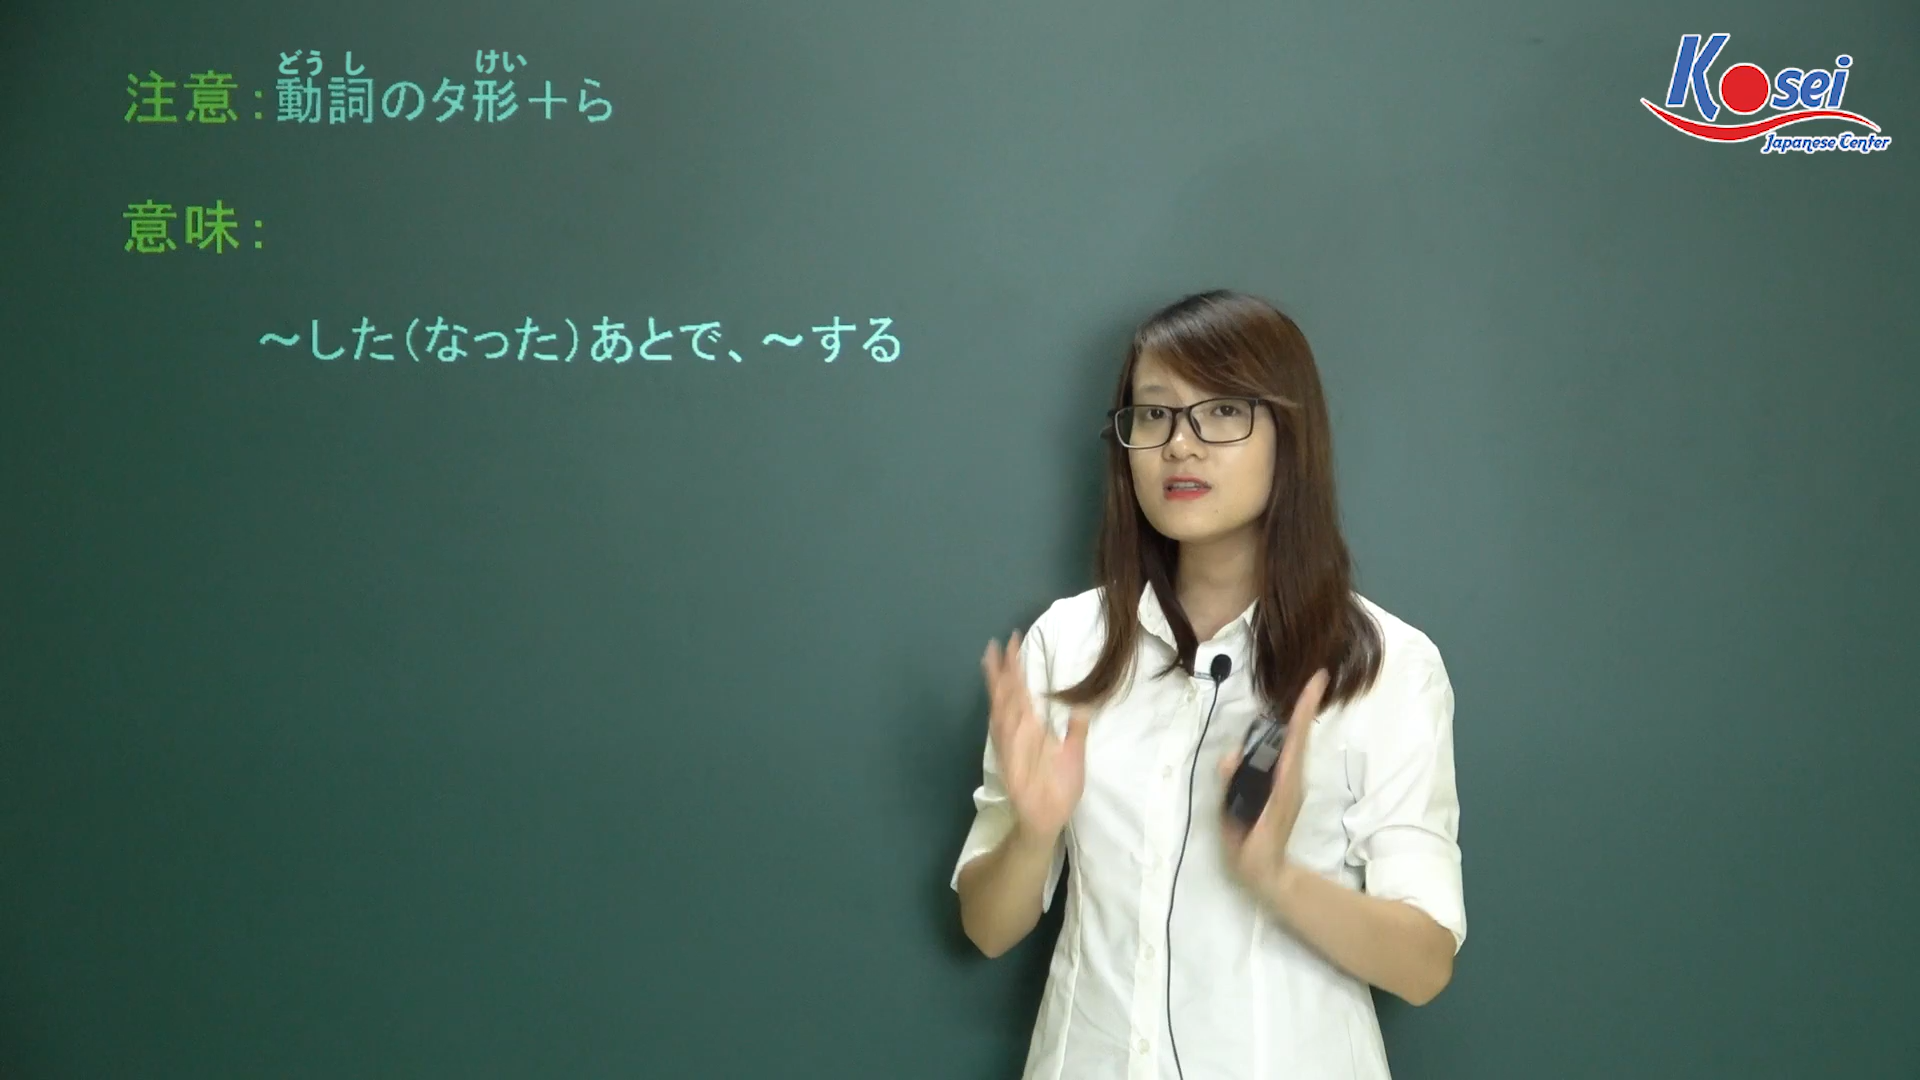 注意：動詞のタ形＋ら
どうし けい
意味：
～した（なった）あとで、～する
Kosei
Japanese Center